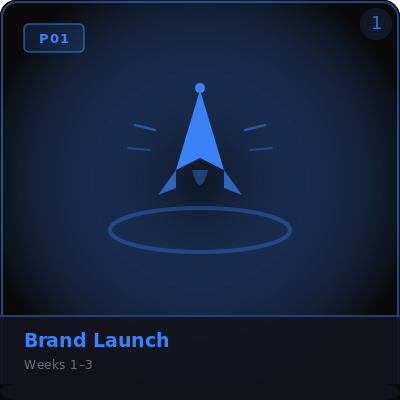 P01
1
Brand Launch
Weeks 1–3